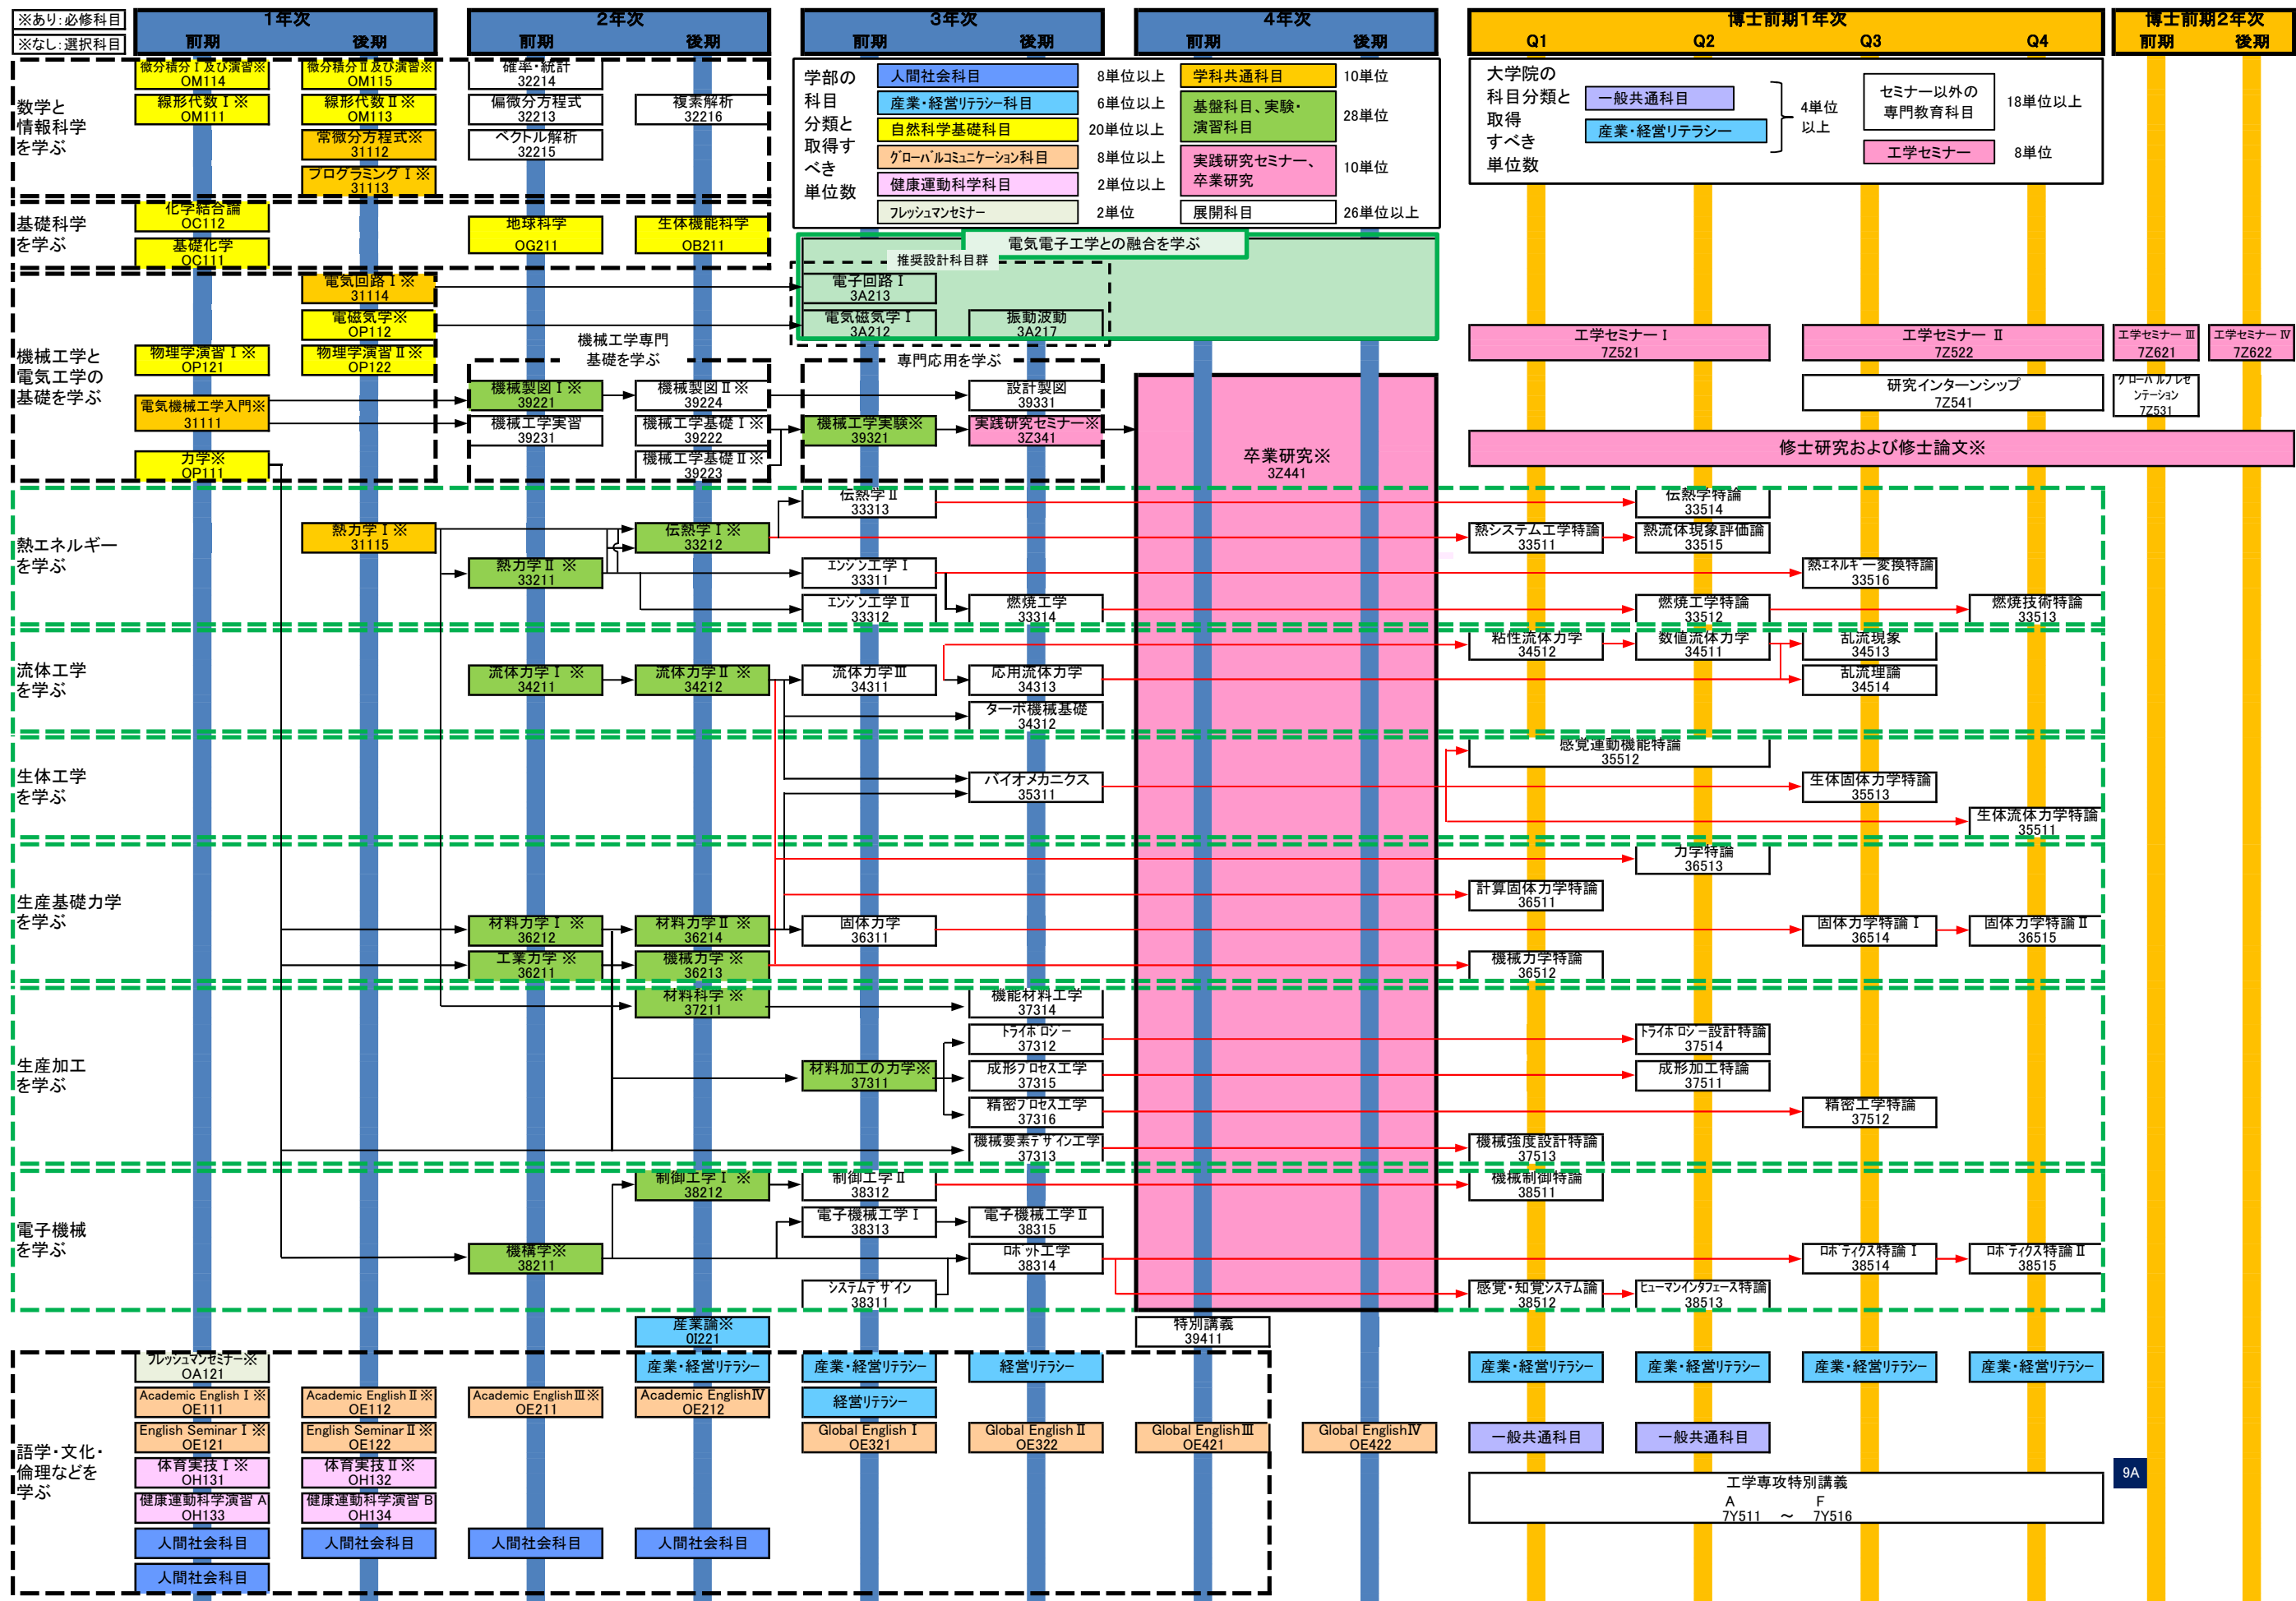 ※あり:必修科目
※なし:選択科目
1年次
前期
後期
2年次
前期
後期
3年次
前期
後期
4年次
前期
後期
博士前期1年次
Q1
Q2
Q3
Q4
博士前期2年次
前期
後期
学部の
科目
分類と
取得す
べき
単位数
人間社会科目
8単位以上
産業・経営リテラシー科目
6単位以上
自然科学基礎科目
20単位以上
グローバルコミュニケーション科目
8単位以上
健康運動科学科目
2単位以上
フレッシュマンセミナー
2単位
学科共通科目
10単位
基盤科目、実験・
演習科目
28単位
実践研究セミナー、
卒業研究
10単位
展開科目
26単位以上
大学院の
科目分類と
取得
すべき
単位数
一般共通科目
産業・経営リテラシー
4単位
以上
セミナー以外の
専門教育科目
18単位以上
工学セミナー
8単位
数学と
情報科学
を学ぶ
微分積分Ⅰ及び演習※
OM114
微分積分Ⅱ及び演習※
OM115
確率・統計
32214
線形代数Ⅰ※
OM111
線形代数Ⅱ※
OM113
偏微分方程式
32213
複素解析
32216
常微分方程式※
31112
ベクトル解析
32215
プログラミングⅠ※
31113
基礎科学
を学ぶ
化学結合論
OC112
基礎化学
OC111
地球科学
OG211
生体機能科学
OB211
電気電子工学との融合を学ぶ
推奨設計科目群
電子回路Ⅰ
3A213
電気磁気学Ⅰ
3A212
振動波動
3A217
機械工学と
電気工学の
基礎を学ぶ
電気回路Ⅰ※
31114
電磁気学※
OP112
物理学演習Ⅰ※
OP121
物理学演習Ⅱ※
OP122
電気機械工学入門※
31111
力学※
OP111
機械工学専門
基礎を学ぶ
機械製図Ⅰ※
39221
機械製図Ⅱ※
39224
機械工学実習
39231
機械工学基礎Ⅰ※
39222
機械工学基礎Ⅱ※
39223
専門応用を学ぶ
設計製図
39331
機械工学実験※
39321
実践研究セミナー※
3Z341
卒業研究※
3Z441
工学セミナーⅠ
7Z521
工学セミナー Ⅱ
7Z522
工学セミナー Ⅲ
7Z621
工学セミナー Ⅳ
7Z622
研究インターンシップ
7Z541
グローバルプレゼ
ンテーション
7Z531
修士研究および修士論文※
熱エネルギー
を学ぶ
熱力学Ⅰ※
31115
熱力学Ⅱ ※
33211
伝熱学Ⅰ※
33212
伝熱学Ⅱ
33313
エンジン工学Ⅰ
33311
エンジン工学Ⅱ
33312
燃焼工学
33314
伝熱学特論
33514
熱システム工学特論
33511
熱流体現象評価論
33515
熱エネルギー変換特論
33516
燃焼工学特論
33512
燃焼技術特論
33513
流体工学
を学ぶ
流体力学Ⅰ ※
34211
流体力学Ⅱ ※
34212
流体力学Ⅲ
34311
応用流体力学
34313
ターボ機械基礎
34312
粘性流体力学
34512
数値流体力学
34511
乱流現象
34513
乱流理論
34514
生体工学
を学ぶ
バイオメカニクス
35311
感覚運動機能特論
35512
生体固体力学特論
35513
生体流体力学特論
35511
生産基礎力学
を学ぶ
材料力学Ⅰ ※
36212
材料力学Ⅱ ※
36214
固体力学
36311
工業力学 ※
36211
機械力学 ※
36213
力学特論
36513
計算固体力学特論
36511
固体力学特論Ⅰ
36514
固体力学特論Ⅱ
36515
機械力学特論
36512
生産加工
を学ぶ
材料科学 ※
37211
機能材料工学
37314
トライボロジー
37312
材料加工の力学※
37311
成形プロセス工学
37315
精密プロセス工学
37316
機械要素デザイン工学
37313
トライボロジー設計特論
37514
成形加工特論
37511
精密工学特論
37512
機械強度設計特論
37513
電子機械
を学ぶ
制御工学Ⅰ ※
38212
制御工学Ⅱ
38312
電子機械工学Ⅰ
38313
電子機械工学Ⅱ
38315
機構学※
38211
ロボット工学
38314
システムデザイン
38311
機械制御特論
38511
ロボティクス特論Ⅰ
38514
ロボティクス特論Ⅱ
38515
感覚・知覚システム論
38512
ヒューマンインタフェース特論
38513
産業論※
0I221
特別講義
39411
語学・文化・
倫理などを
学ぶ
フレッシュマンセミナー※
OA121
産業・経営リテラシー
産業・経営リテラシー
経営リテラシー
産業・経営リテラシー
産業・経営リテラシー
産業・経営リテラシー
産業・経営リテラシー
Academic English Ⅰ※
OE111
Academic English Ⅱ※
OE112
Academic EnglishⅢ※
OE211
Academic EnglishⅣ
OE212
経営リテラシー
English Seminar Ⅰ※
OE121
English Seminar Ⅱ※
OE122
Global English Ⅰ
OE321
Global English Ⅱ
OE322
Global EnglishⅢ
OE421
Global EnglishⅣ
OE422
一般共通科目
一般共通科目
体育実技Ⅰ※
OH131
体育実技Ⅱ※
OH132
健康運動科学演習 A
OH133
健康運動科学演習 B
OH134
工学専攻特別講義
A F
7Y511 ～ 7Y516
9A
人間社会科目
人間社会科目
人間社会科目
人間社会科目
人間社会科目